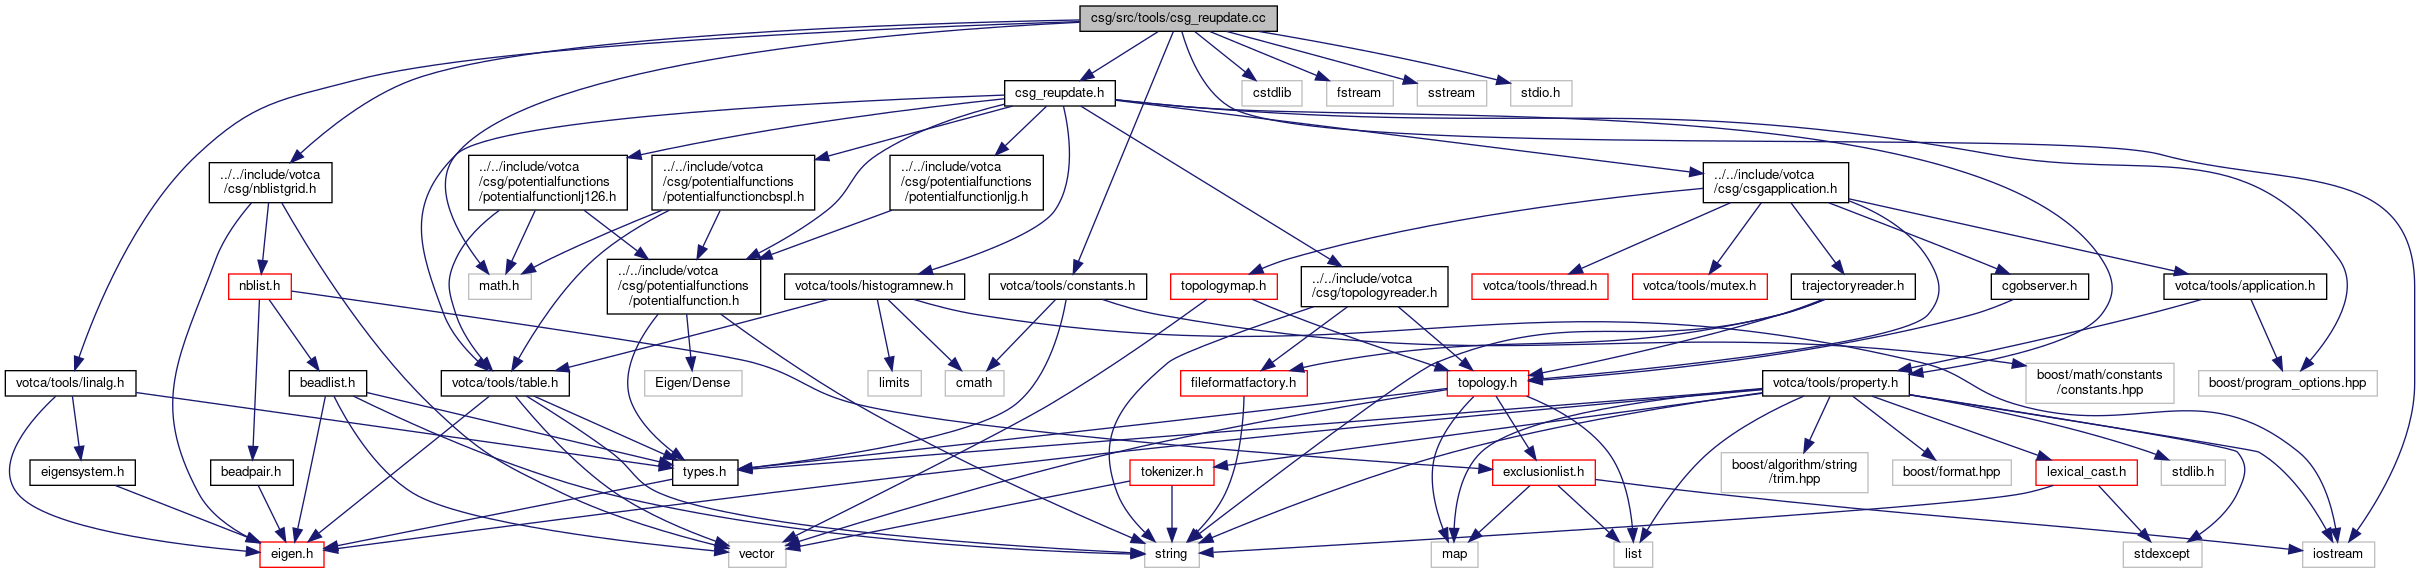 csg/src/tools/csg_reupdate.cc
csg_reupdate.h
cstdlib
fstream
sstream
stdio.h
../../include/votca
/csg/nblistgrid.h
../../include/votca
/csg/potentialfunctions
/potentialfunctionlj126.h
../../include/votca
/csg/potentialfunctions
/potentialfunctioncbspl.h
../../include/votca
/csg/potentialfunctions
/potentialfunctionljg.h
../../include/votca
/csg/csgapplication.h
nblist.h
math.h
../../include/votca
/csg/potentialfunctions
/potentialfunction.h
votca/tools/histogramnew.h
votca/tools/constants.h
topologymap.h
../../include/votca
/csg/topologyreader.h
votca/tools/thread.h
votca/tools/mutex.h
trajectoryreader.h
cgobserver.h
votca/tools/application.h
votca/tools/linalg.h
beadlist.h
votca/tools/table.h
Eigen/Dense
limits
cmath
fileformatfactory.h
topology.h
votca/tools/property.h
boost/math/constants
/constants.hpp
boost/program_options.hpp
eigensystem.h
beadpair.h
types.h
tokenizer.h
exclusionlist.h
boost/algorithm/string
/trim.hpp
boost/format.hpp
lexical_cast.h
stdlib.h
eigen.h
vector
string
map
list
stdexcept
iostream